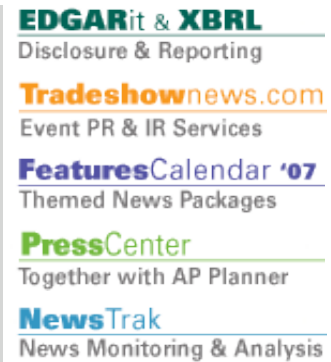 EDGARit & XBRL
Disclosure & Reporting
Tradeshownews.com
Event PR & IR Services
FeaturesCalendar ‘07
Themed News Packages
PressCenter
Together with AP Planner
NewsTrak
News Monitoring & Analysis